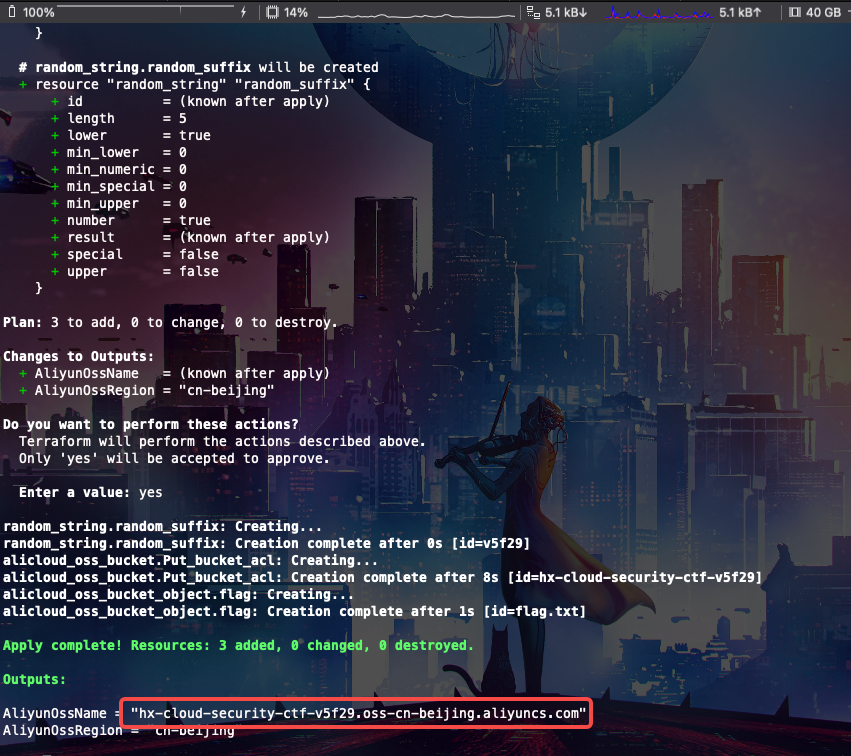 100% 14% 5.1 kB↓ 5.1 kB↑ 40 GB
}
# random_string.random_suffix will be created
+ resource "random_string" "random_suffix" {
+ id = (known after apply)
+ length = 5
+ lower = true
+ min_lower = 0
+ min_numeric = 0
+ min_special = 0
+ min_upper = 0
+ number = true
+ result = (known after apply)
+ special = false
+ upper = false
}
Plan: 3 to add, 0 to change, 0 to destroy.
Changes to Outputs:
+ AliyunOssName = (known after apply)
+ AliyunOssRegion = "cn-beijing"
Do you want to perform these actions?
Terraform will perform the actions described above.
Only 'yes' will be accepted to approve.
Enter a value: yes
random_string.random_suffix: Creating...
random_string.random_suffix: Creation complete after 0s [id=v5f29]
alicloud_oss_bucket.Put_bucket_acl: Creating...
alicloud_oss_bucket.Put_bucket_acl: Creation complete after 8s [id=hx-cloud-security-ctf-v5f29]
alicloud_oss_bucket_object.flag: Creating...
alicloud_oss_bucket_object.flag: Creation complete after 1s [id=flag.txt]
Apply complete! Resources: 3 added, 0 changed, 0 destroyed.
Outputs:
AliyunOssName = "hx-cloud-security-ctf-v5f29.oss-cn-beijing.aliyuncs.com"
AliyunOssRegion = "cn-beijing"